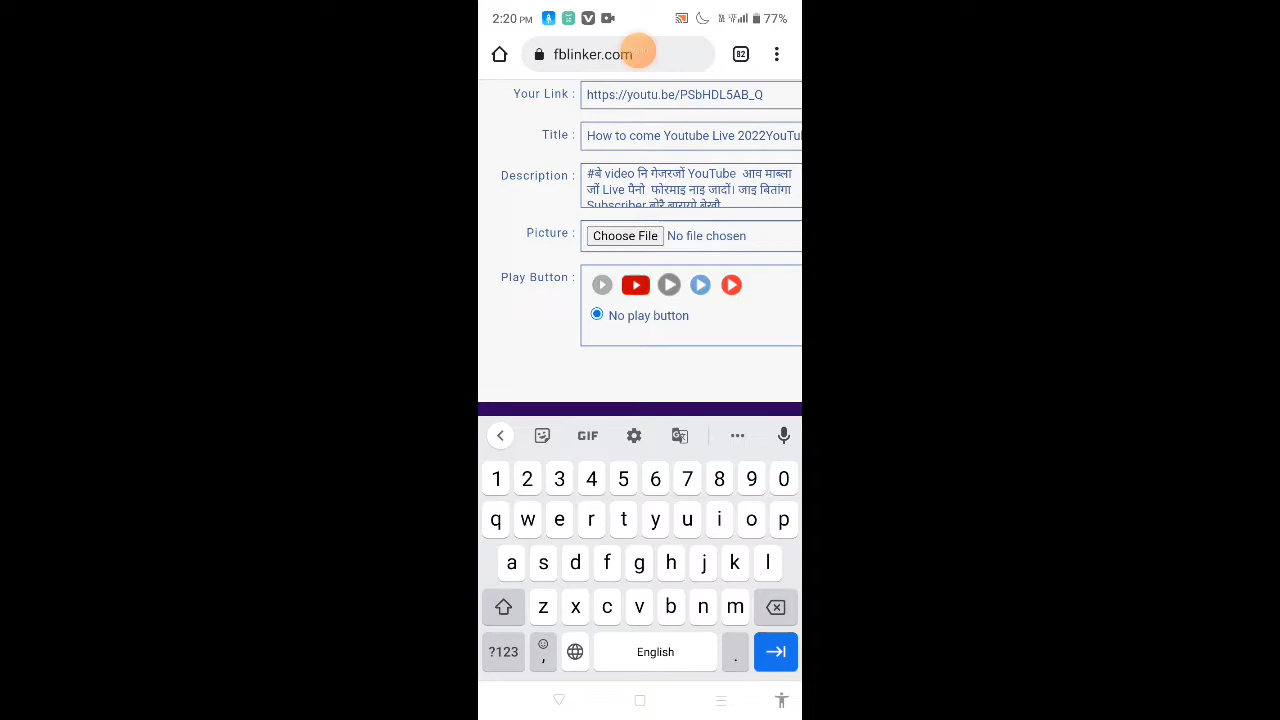 2:20 PM 77%
fblinker.com 82
Your Link : https://youtu.be/PSbHDL5AB_Q
Title : How to come Youtube Live 2022YouTu
Description : #बे video नि गेजरजों YouTube आव माब्ला
जों Live पैनो फोरमाइ नाइ जादों। जाइ बितांगा
Subscriber बोरै बारायो बेखौ
Picture : Choose File No file chosen
Play Button :
No play button
GIF
1 2 3 4 5 6 7 8 9 0
q w e r t y u i o p
a s d f g h j k l
z x c v b n m
?123 , English .